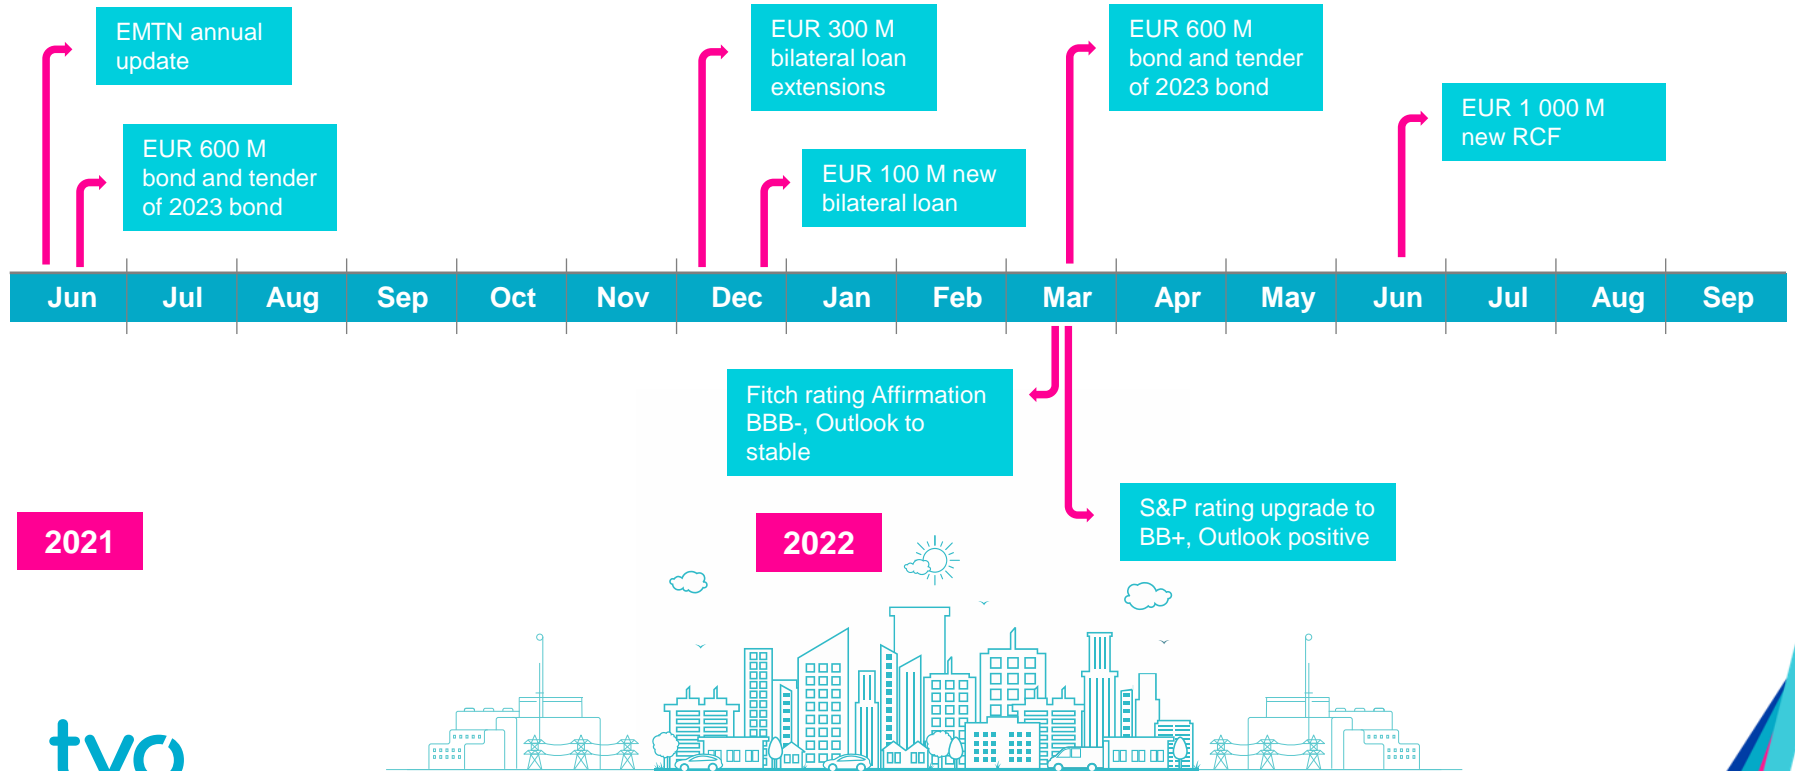 EMTN annual
update
EUR 600 M
bond and tender
of 2023 bond
EUR 300 M
bilateral loan
extensions
EUR 100 M new
bilateral loan
EUR 600 M
bond and tender
of 2023 bond
EUR 1 000 M
new RCF
Jun Jul Aug Sep Oct Nov Dec Jan Feb Mar Apr May Jun Jul Aug Sep
Fitch rating Affirmation
BBB-, Outlook to
stable
S&P rating upgrade to
BB+, Outlook positive
2021
2022
tvo